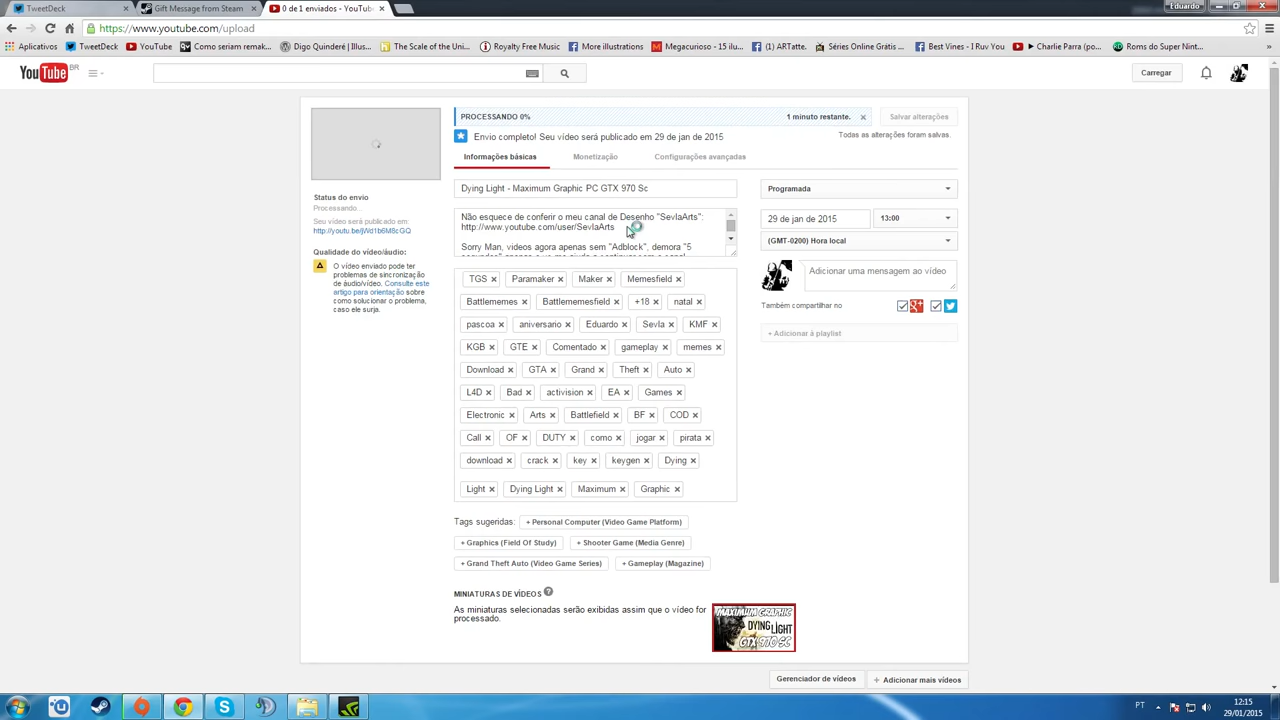 TweetDeck
Gift Message from Steam
0 de 1 enviados - YouTube
Eduardo
https://www.youtube.com/upload
Aplicativos
TweetDeck
YouTube
Como seriam remak...
Digo Quinderé | Illus...
The Scale of the Uni...
Royalty Free Music
More illustrations
Megacurioso - 15 ilu...
(1) ARTatte...
Séries Online Grátis ...
Best Vines - I Ruv You
Charlie Parra (por...
Roms do Super Nint...
YouTube BR
Carregar
PROCESSANDO 0%
1 minuto restante.
Salvar alterações
Envio completo! Seu vídeo será publicado em 29 de jan de 2015
Todas as alterações foram salvas.
Informações básicas
Monetização
Configurações avançadas
Status do envio
Processando...
Seu vídeo será publicado em:
http://youtu.be/jWd1b6M8cGQ
Qualidade do vídeo/áudio:
O vídeo enviado pode ter
problemas de sincronização
de áudio/vídeo. Consulte este
artigo para orientação sobre
como solucionar o problema,
caso ele surja.
Dying Light - Maximum Graphic PC GTX 970 Sc
Não esquece de conferir o meu canal de Desenho "SevlaArts":
http://www.youtube.com/user/SevlaArts
Sorry Man, videos agora apenas sem "Adblock", demora "5
TGS Paramaker Maker Memesfield
Battlememes Battlememesfield +18 natal
pascoa aniversario Eduardo Sevla KMF
KGB GTE Comentado gameplay memes
Download GTA Grand Theft Auto
L4D Bad activision EA Games
Electronic Arts Battlefield BF COD
Call OF DUTY como jogar pirata
download crack key keygen Dying
Light Dying Light Maximum Graphic
Tags sugeridas: + Personal Computer (Video Game Platform)
+ Graphics (Field Of Study) + Shooter Game (Media Genre)
+ Grand Theft Auto (Video Game Series) + Gameplay (Magazine)
MINIATURAS DE VÍDEOS ?
As miniaturas selecionadas serão exibidas assim que o vídeo for
processado.
MAXIMUM GRAPHIC
DYING LIGHT
GTX 970 SC
Programada
29 de jan de 2015
13:00
(GMT-0200) Hora local
Adicionar uma mensagem ao vídeo
Também compartilhar no
+ Adicionar à playlist
Gerenciador de vídeos
+ Adicionar mais vídeos
PT
12:15
29/01/2015